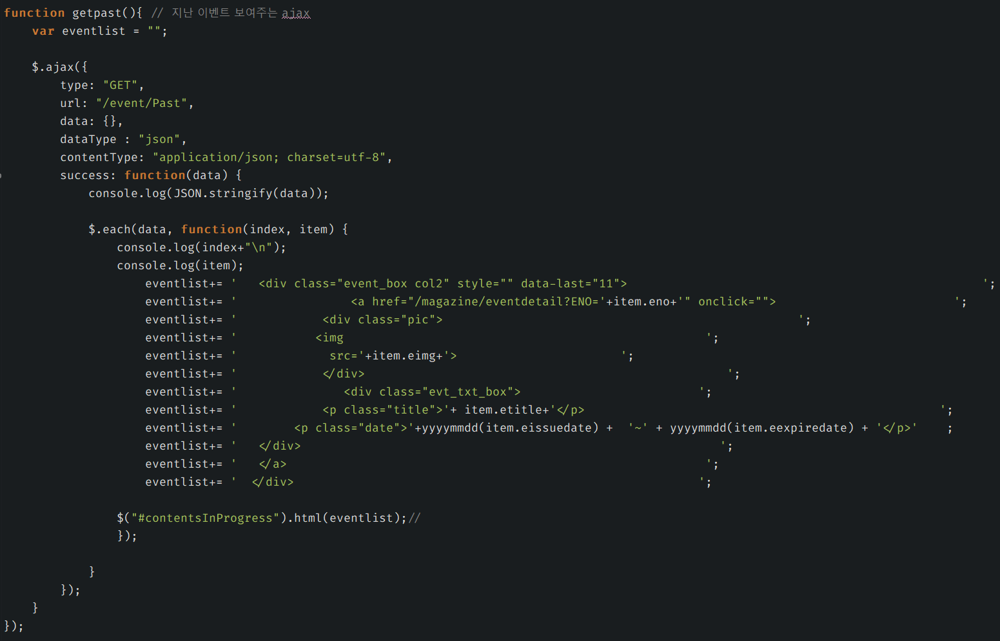 function getpast(){ // 지난 이벤트 보여주는 ajax
var eventlist = "";
$.ajax({
type: "GET",
url: "/event/Past",
data: {},
dataType : "json",
contentType: "application/json; charset=utf-8",
success: function(data) {
console.log(JSON.stringify(data));
$.each(data, function(index, item) {
console.log(index+"\n");
console.log(item);
eventlist+= '   <div class="event_box col2" style="" data-last="11">   ';
eventlist+= '   <a href="/magazine/eventdetail?ENO='+item.eno+'" onclick="">   ';
eventlist+= '   <div class="pic">   ';
eventlist+= '   <img   ';
eventlist+= '   src='+item.eimg+'>   ';
eventlist+= '   </div>   ';
eventlist+= '   <div class="evt_txt_box">   ';
eventlist+= '   <p class="title">'+ item.etitle+'</p>   ';
eventlist+= '   <p class="date">'+yyyymmdd(item.eissuedate) +  '~' + yyyymmdd(item.eexpiredate) + '</p>'   ;
eventlist+= '   </div>   ';
eventlist+= '   </a>   ';
eventlist+= '  </div>   ';
$("#contentsInProgress").html(eventlist);//
});
}
});
}
});